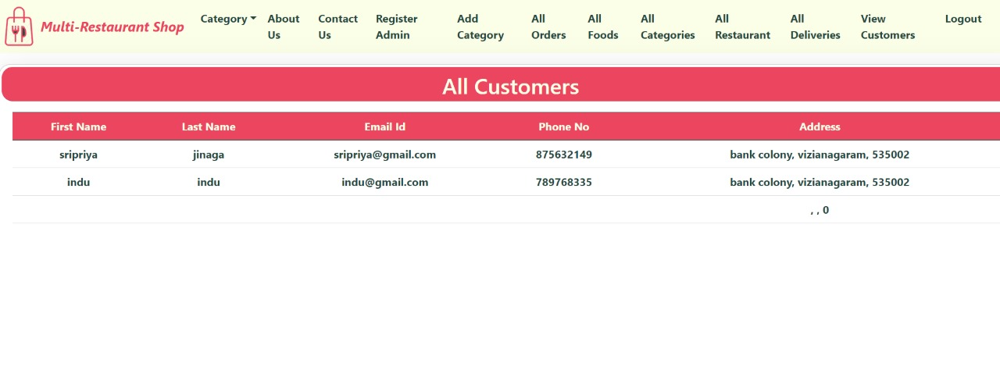 Multi-Restaurant Shop
Category About Us Contact Us Register Admin Add Category All Orders All Foods All Categories All Restaurant All Deliveries View Customers Logout
All Customers
First Name Last Name Email Id Phone No Address
sripriya jinaga sripriya@gmail.com 875632149 bank colony, vizianagaram, 535002
indu indu indu@gmail.com 789768335 bank colony, vizianagaram, 535002
, , 0